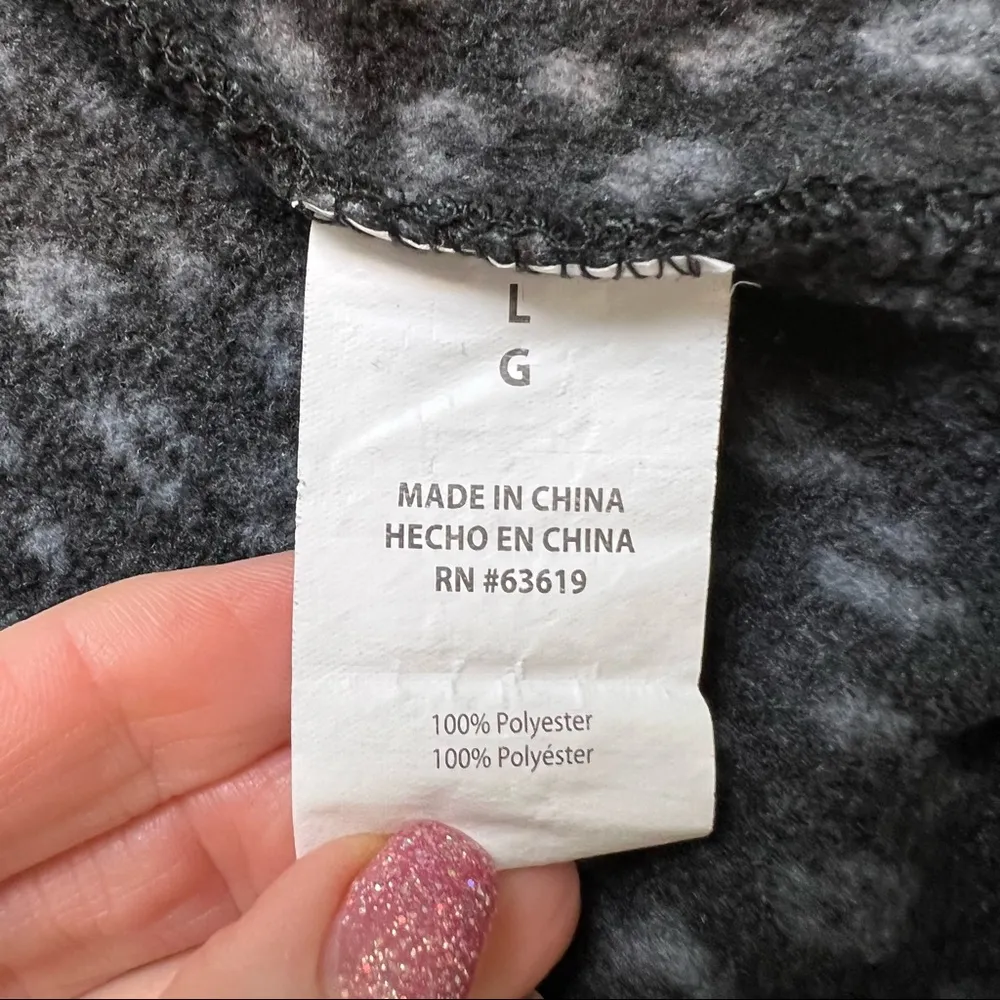 L
G
MADE IN CHINA
HECHO EN CHINA
RN #63619
100% Polyester
100% Polyéster